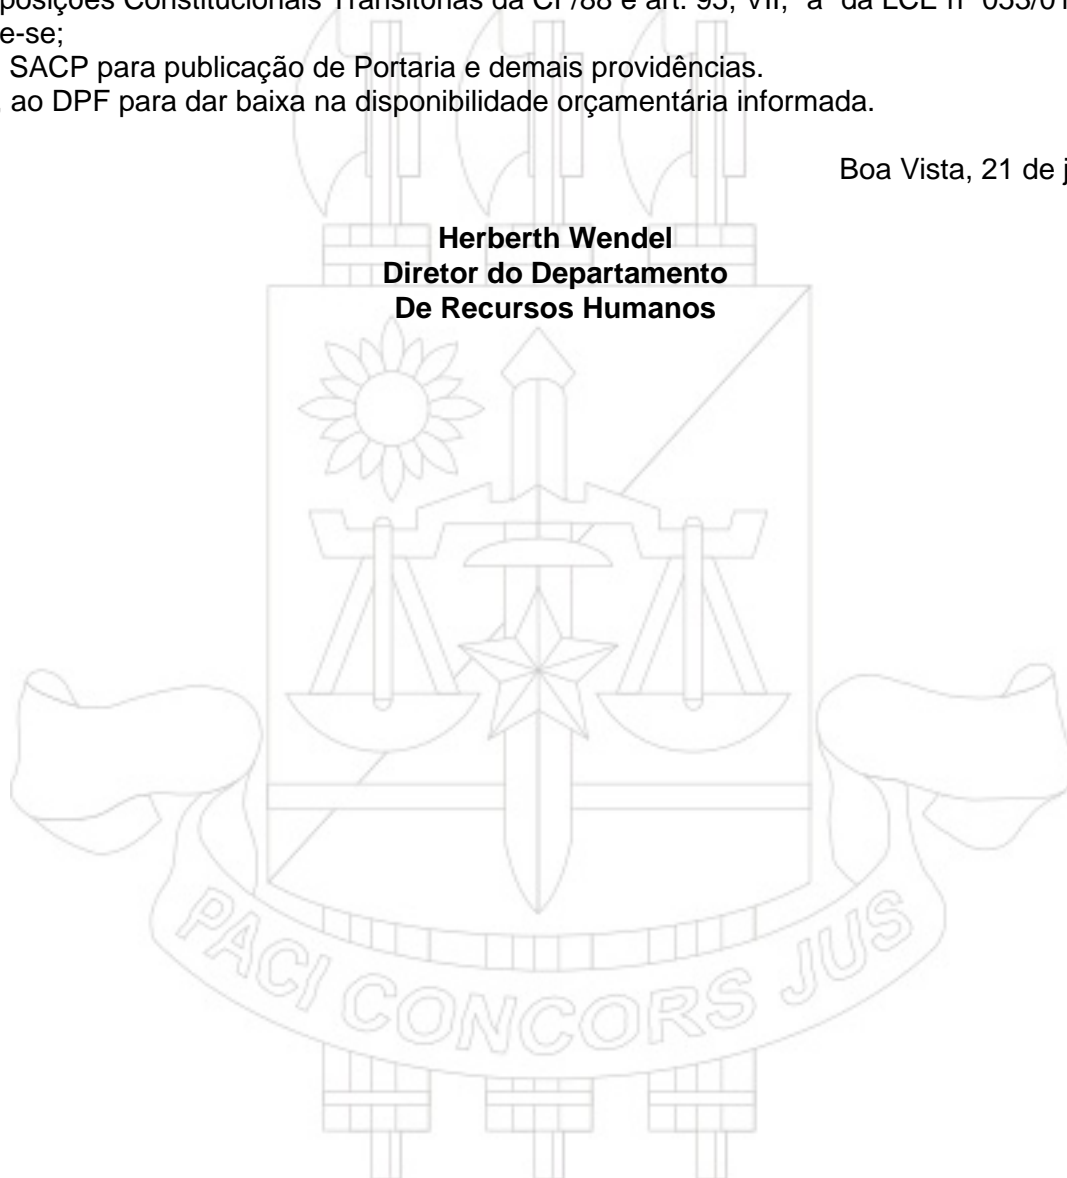 posições Constitucionais Transitórias da CF/88 e art. 95, VII, "a" da LCE nº 053/01
e-se;
SACP para publicação de Portaria e demais providências.
ao DPF para dar baixa na disponibilidade orçamentária informada.
Boa Vista, 21 de j
Herberth Wendel
Diretor do Departamento
De Recursos Humanos
PACI CONCORS JUS